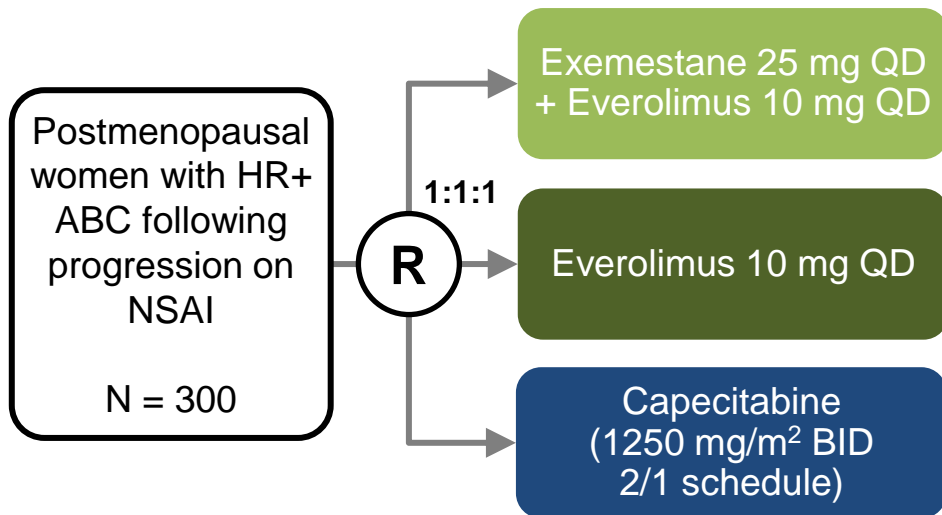 Postmenopausal
women with HR+
ABC following
progression on
NSAI
N = 300
R
1:1:1
Exemestane 25 mg QD
+ Everolimus 10 mg QD
Everolimus 10 mg QD
Capecitabine
(1250 mg/m² BID
2/1 schedule)